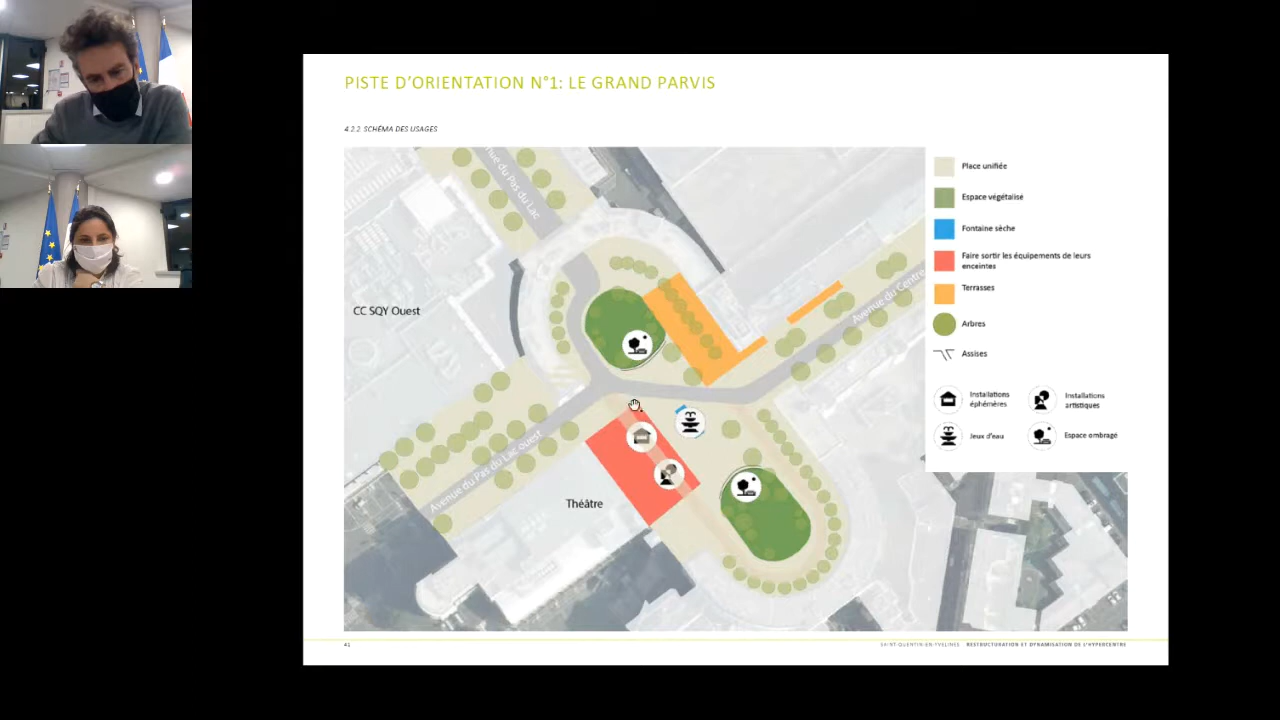 PISTE D'ORIENTATION N°1: LE GRAND PARVIS
4.2.2. SCHÉMA DES USAGES
Avenue du Pas du Lac
CC SQY Ouest
Avenue du Centre
Avenue du Pas du Lac ouest
Théâtre
Place unifiée
Espace végétalisé
Fontaine sèche
Faire sortir les équipements de leurs
enceintes
Terrasses
Arbres
Assises
Installations
éphémères
Installations
artistiques
Jeux d'eau
Espace ombragé
41
SAINT-QUENTIN-EN-YVELINES RESTRUCTURATION ET DYNAMISATION DE L'HYPERCENTRE